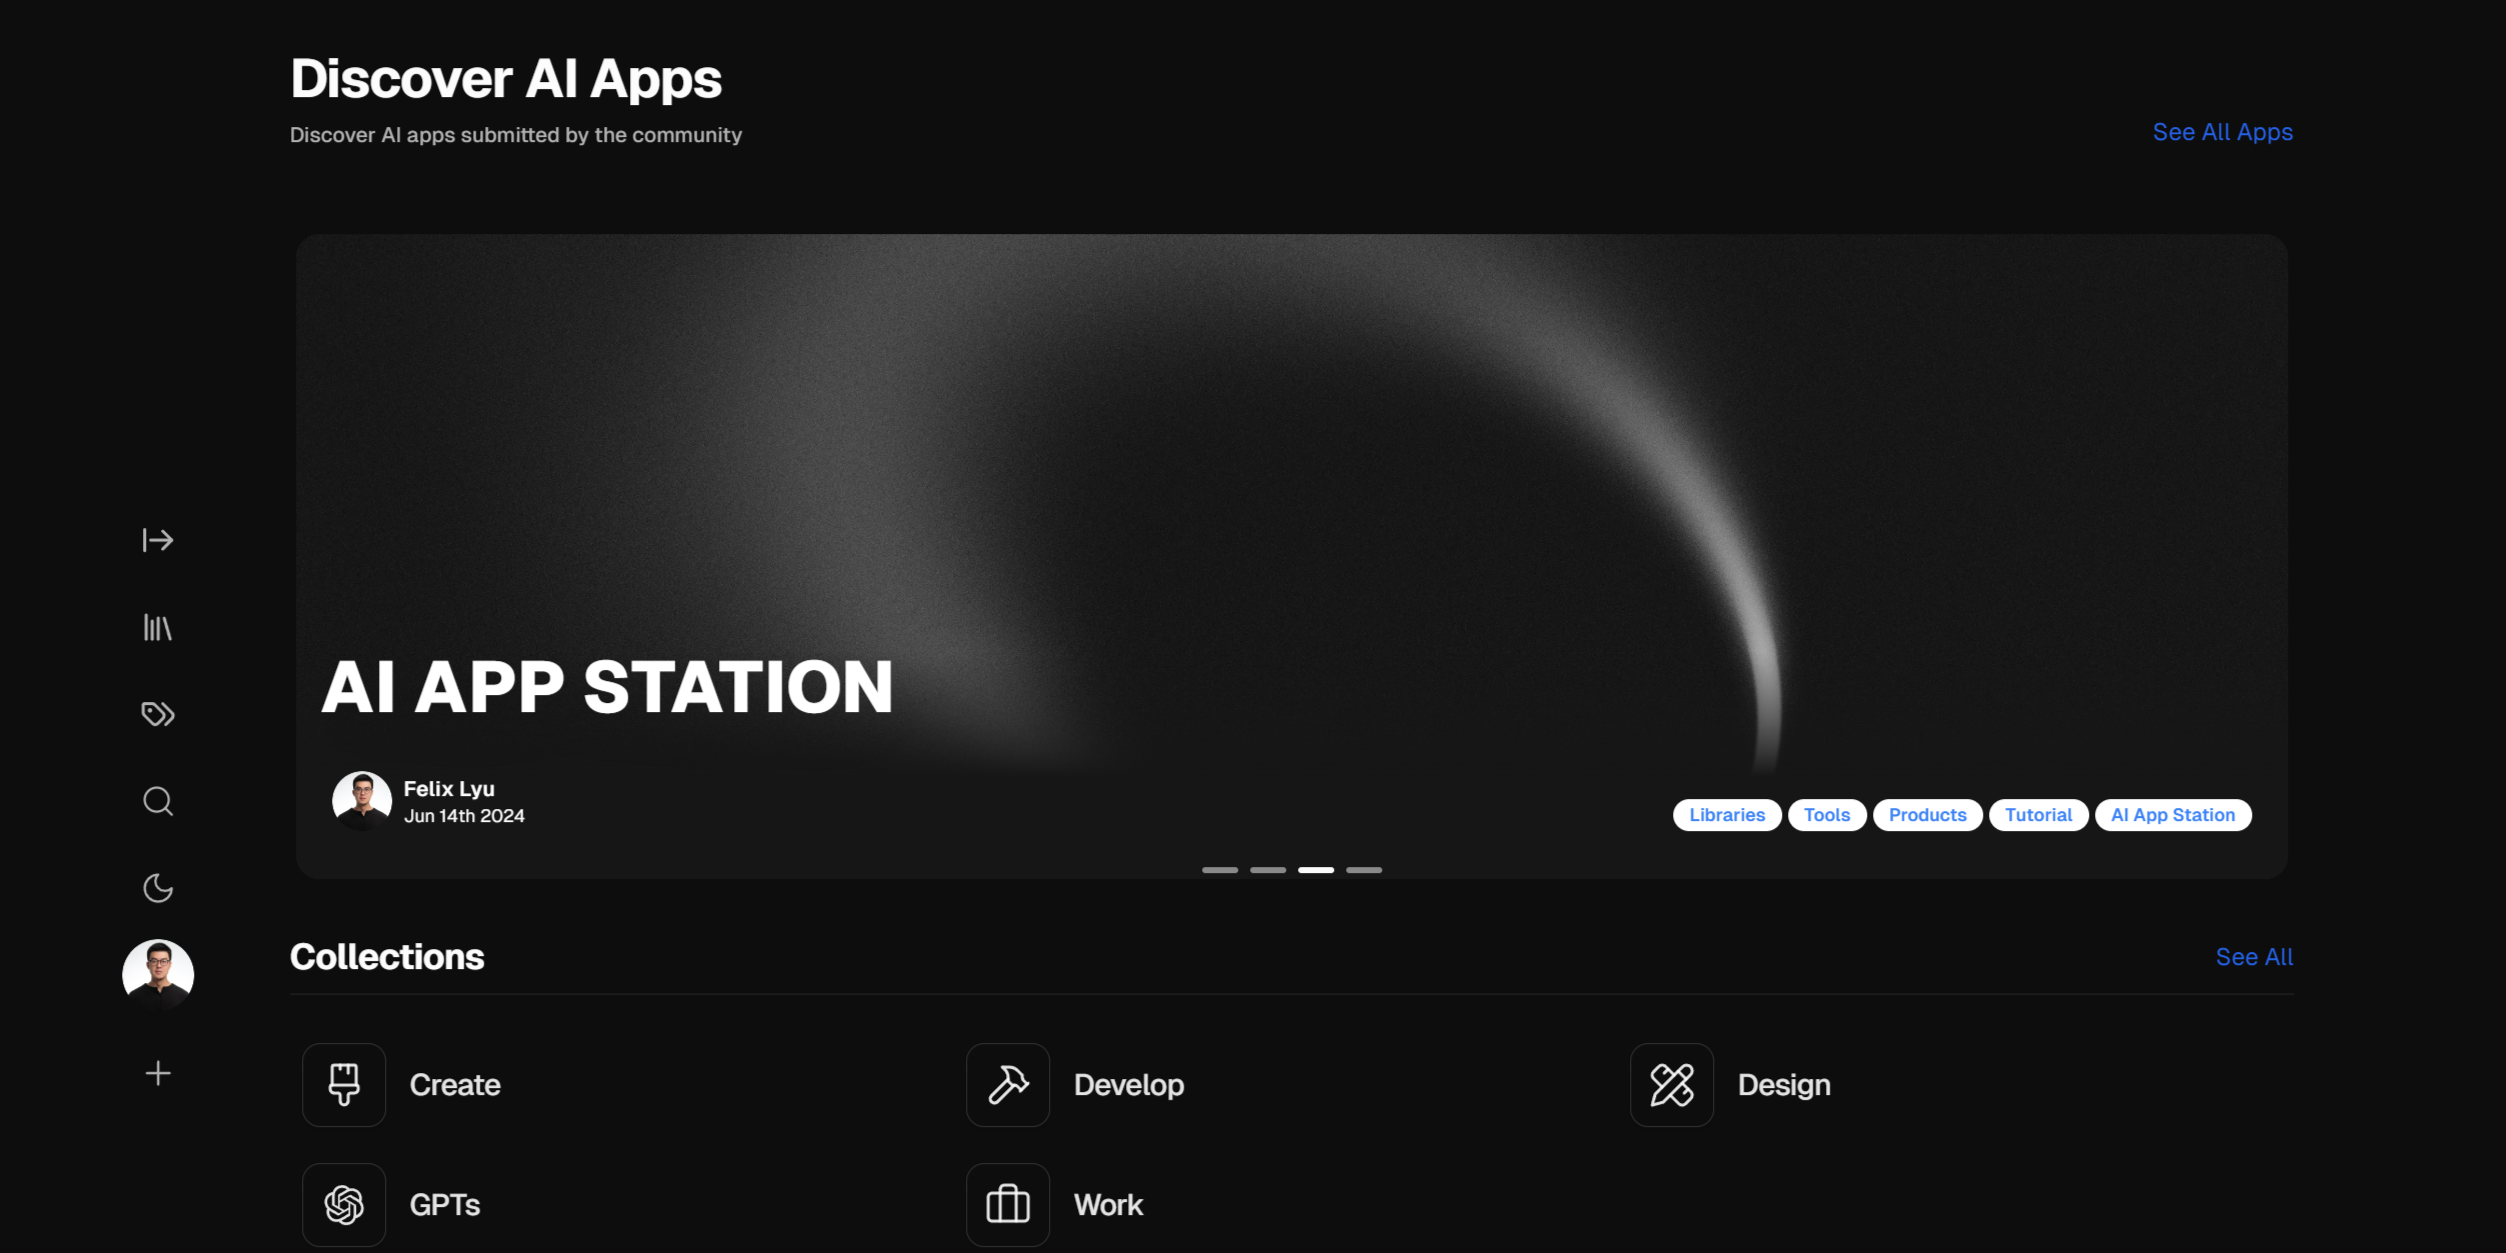 Discover AI Apps
Discover AI apps submitted by the community
See All Apps
AI APP STATION
Felix Lyu
Jun 14th 2024
Libraries
Tools
Products
Tutorial
AI App Station
Collections
See All
Create
Develop
Design
GPTs
Work